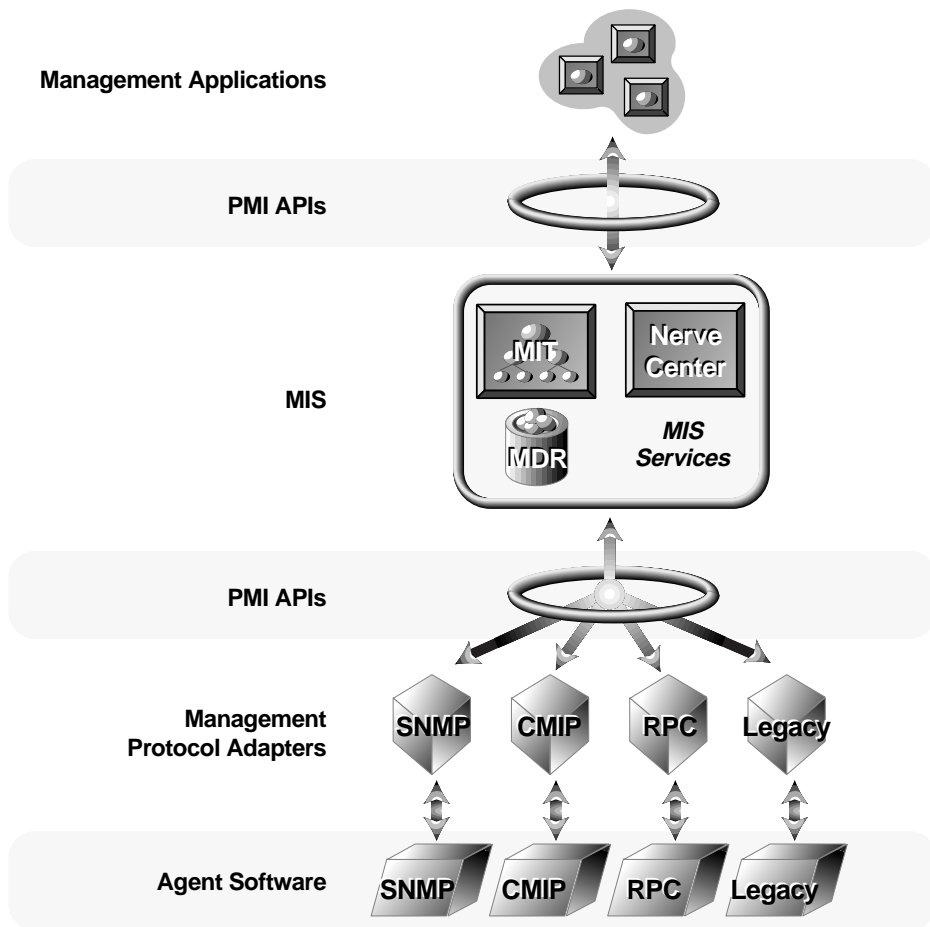 Management Applications
PMI APIs
MIS
MIT
Nerve
Center
MDR
MIS
Services
PMI APIs
Management
Protocol Adapters
SNMP
CMIP
RPC
Legacy
Agent Software
SNMP
CMIP
RPC
Legacy